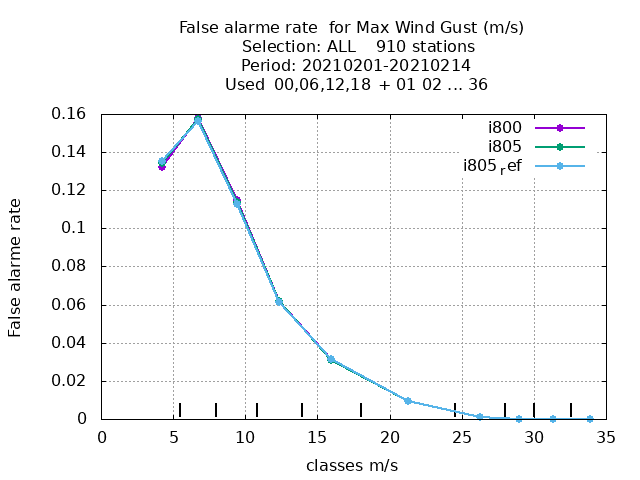 False alarme rate  for Max Wind Gust (m/s)
Selection: ALL    910 stations
Period: 20210201-20210214
Used  00,06,12,18 + 01 02 ... 36
i800
i805
i805ref
False alarme rate
0.16
0.14
0.12
0.1
0.08
0.06
0.04
0.02
0
0 5 10 15 20 25 30 35
classes m/s